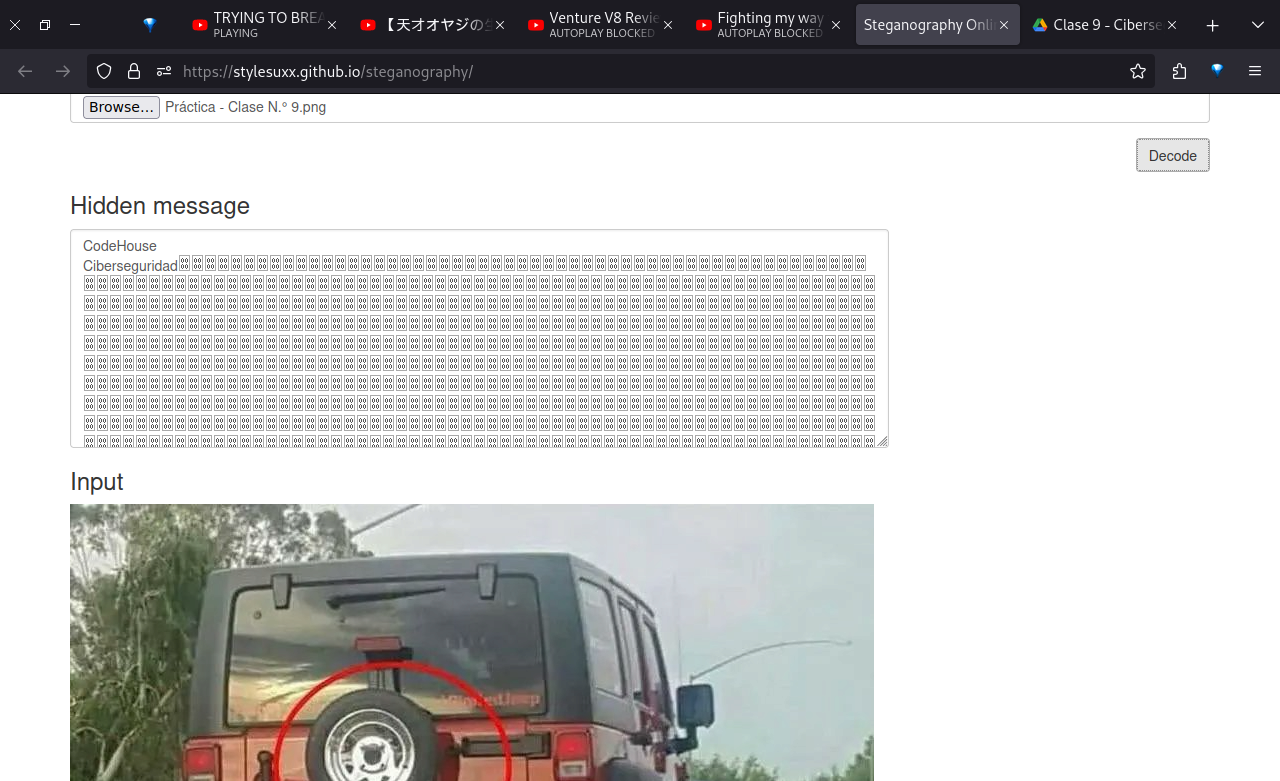 TRYING TO BREA
PLAYING
【天才オヤジの
Venture V8 Revie
AUTOPLAY BLOCKED
Fighting my way
AUTOPLAY BLOCKED
Steganography Onli
Clase 9 - Ciberse
https://stylesuxx.github.io/steganography/
Browse...
Práctica - Clase N.º 9.png
Decode
Hidden message
CodeHouse
Ciberseguridad
Input